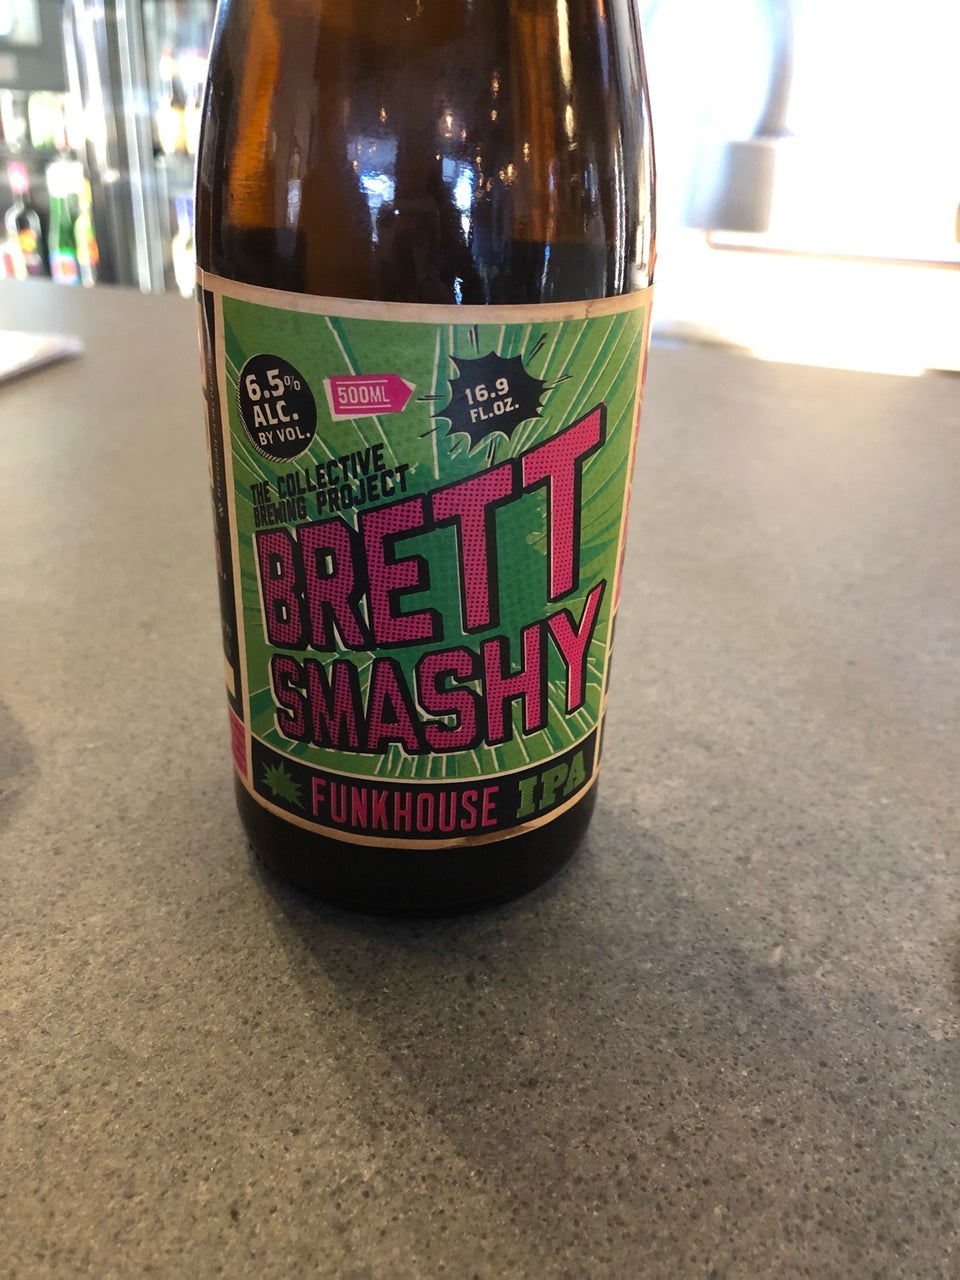 6.5%
ALC.
BY VOL.
500ML
16.9
FL.OZ.
THE COLLECTIVE
BREWING PROJECT
BRETT
SMASHY
FUNKHOUSE IPA